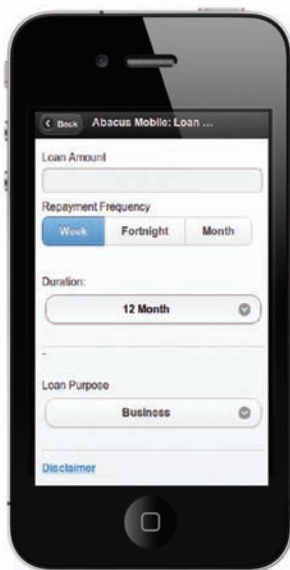 Back Abacus Mobile: Loan ...
Loan Amount
Repayment Frequency
Week Fortnight Month
Duration:
12 Month
-
Loan Purpose
Business
Disclaimer